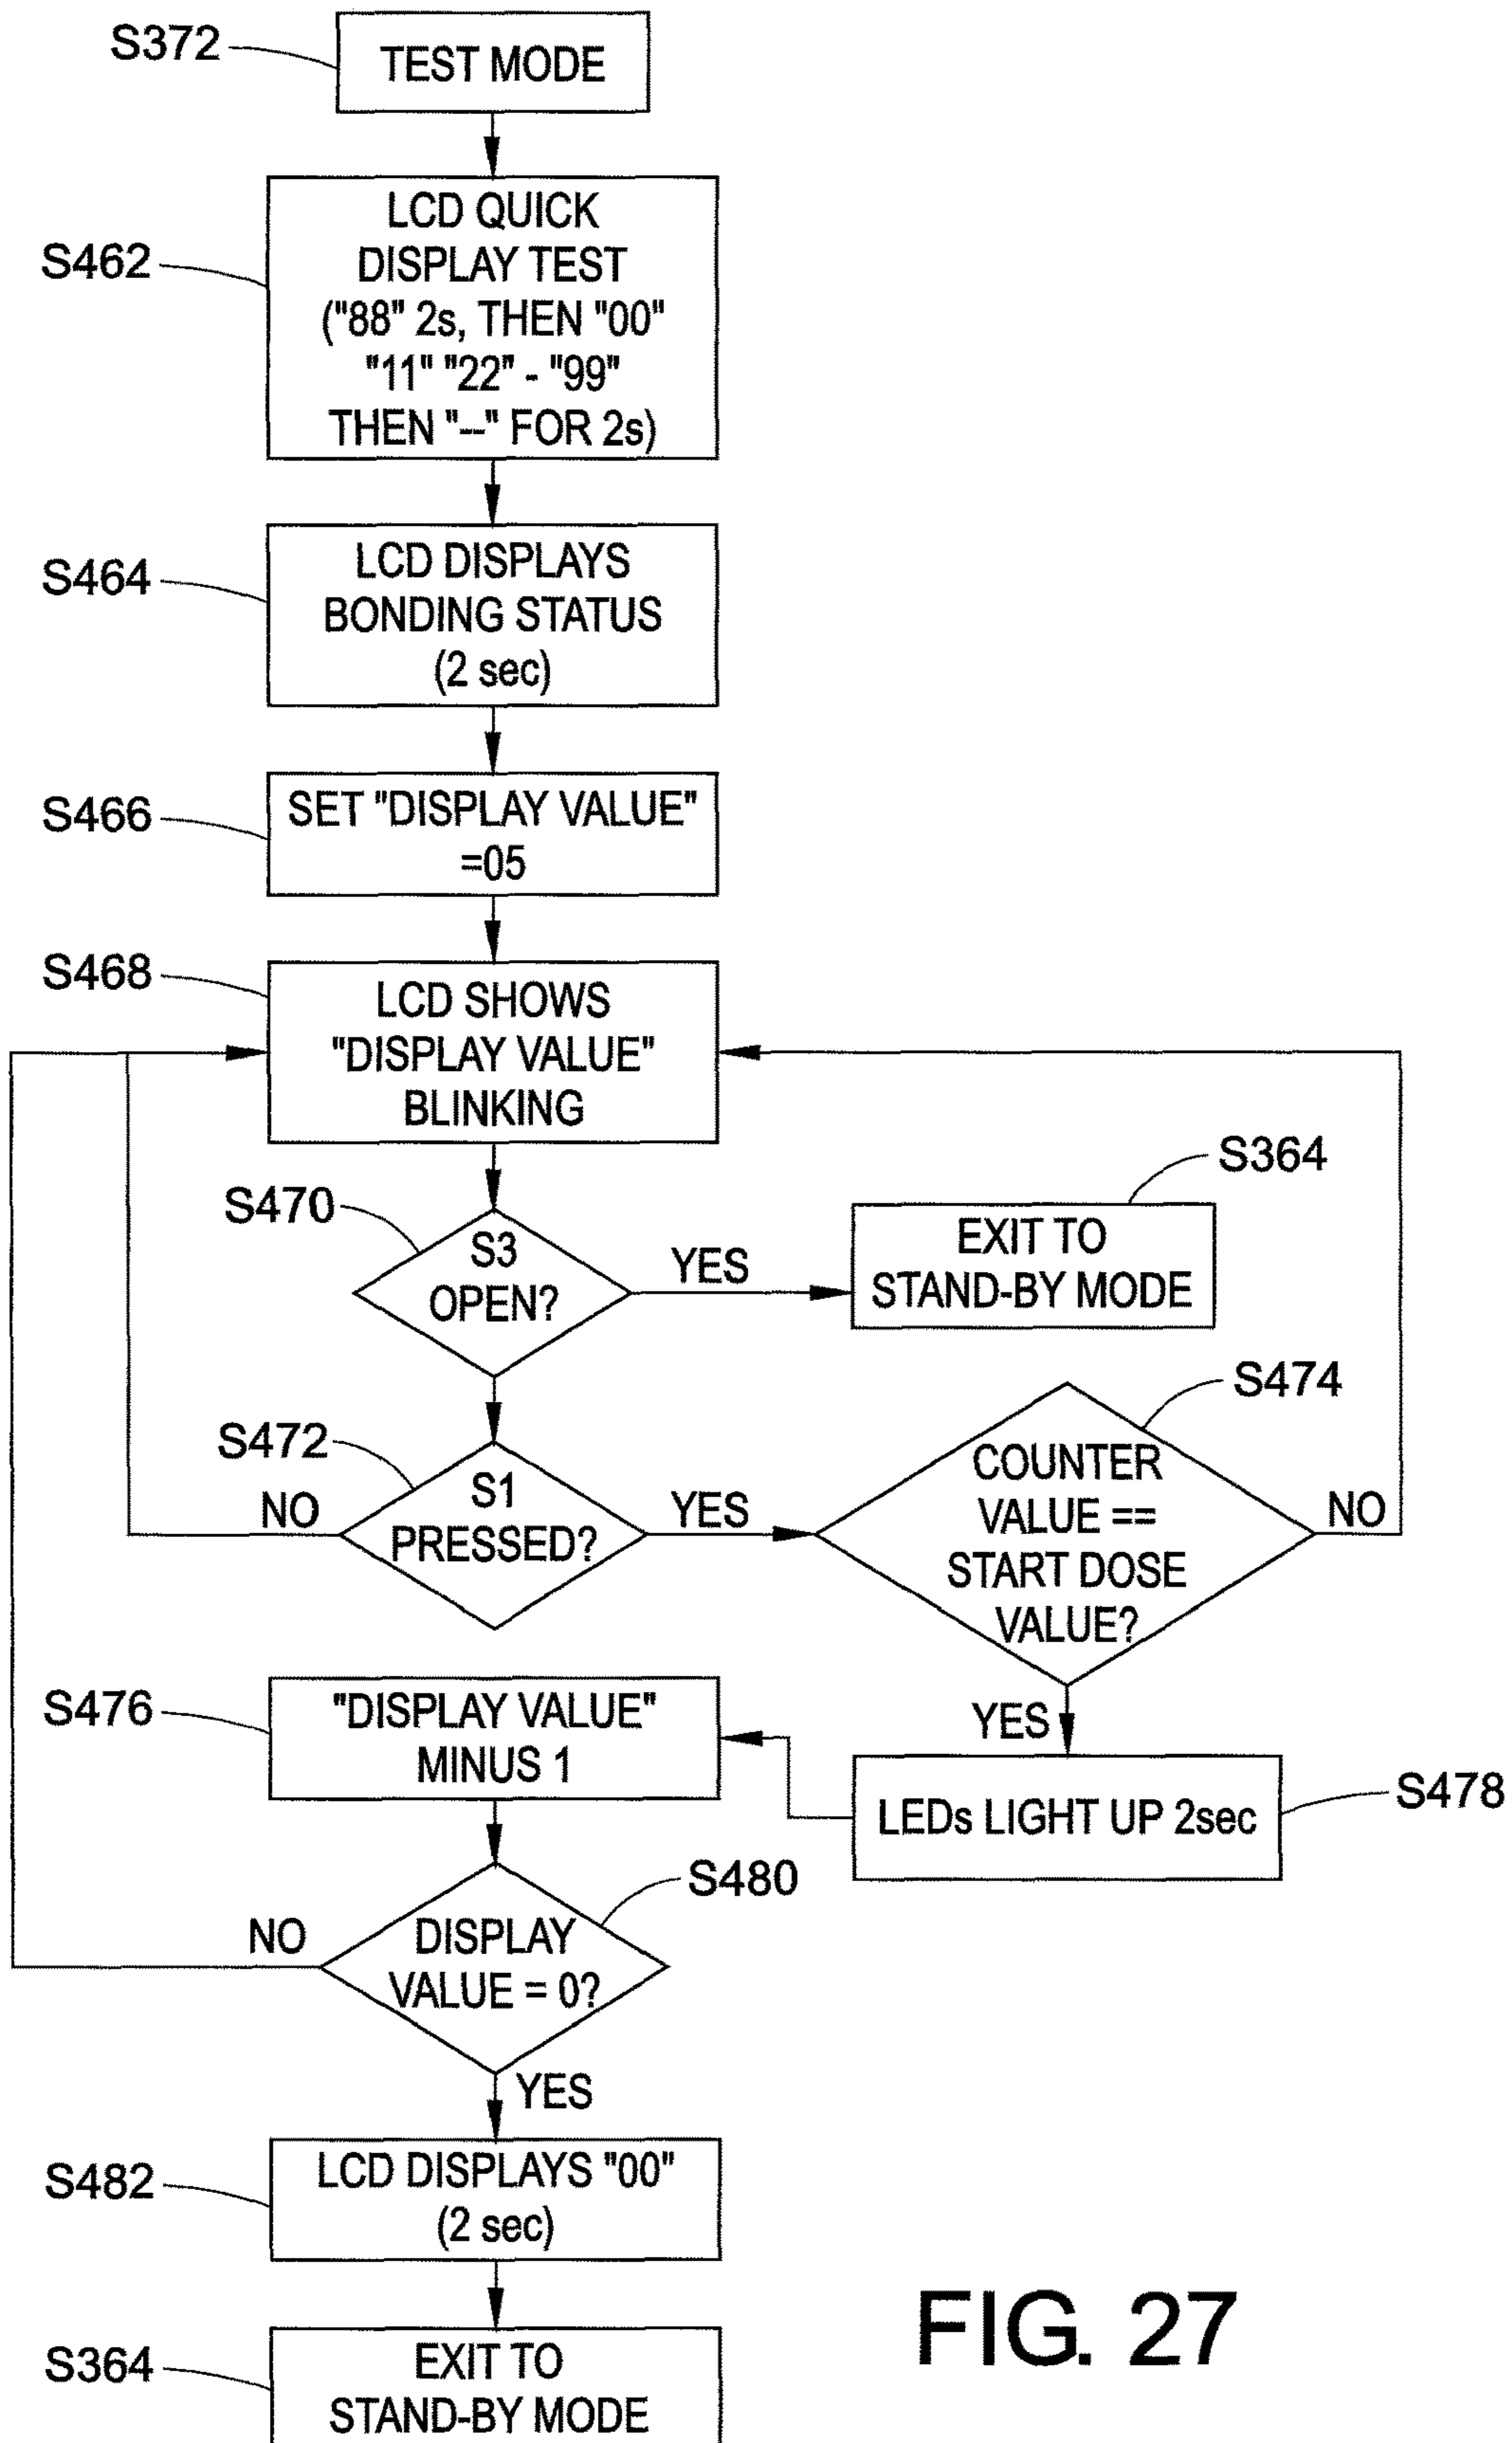 S372
TEST MODE
S462
LCD QUICK
DISPLAY TEST
("88" 2s, THEN "00"
"11" "22" - "99"
THEN "--" FOR 2s)
S464
LCD DISPLAYS
BONDING STATUS
(2 sec)
S466
SET "DISPLAY VALUE"
=05
S468
LCD SHOWS
"DISPLAY VALUE"
BLINKING
S470
S3
OPEN?
YES
S364
EXIT TO
STAND-BY MODE
S472
S1
PRESSED?
NO
YES
S474
COUNTER
VALUE ==
START DOSE
VALUE?
NO
YES
S476
"DISPLAY VALUE"
MINUS 1
S478
LEDs LIGHT UP 2sec
S480
DISPLAY
VALUE = 0?
NO
YES
S482
LCD DISPLAYS "00"
(2 sec)
S364
EXIT TO
STAND-BY MODE
FIG. 27